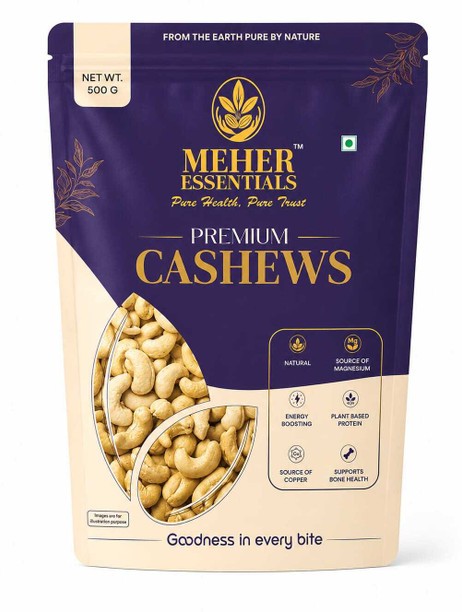 FROM THE EARTH PURE BY NATURE
NET WT.
500 G
MEHER™
ESSENTIALS
Pure Health, Pure Trust
PREMIUM
CASHEWS
NATURAL
Mg
SOURCE OF
MAGNESIUM
ENERGY
BOOSTING
PLANT BASED
PROTEIN
Cu
SOURCE OF
COPPER
SUPPORTS
BONE HEALTH
Images are for
illustration purpose
Goodness in every bite